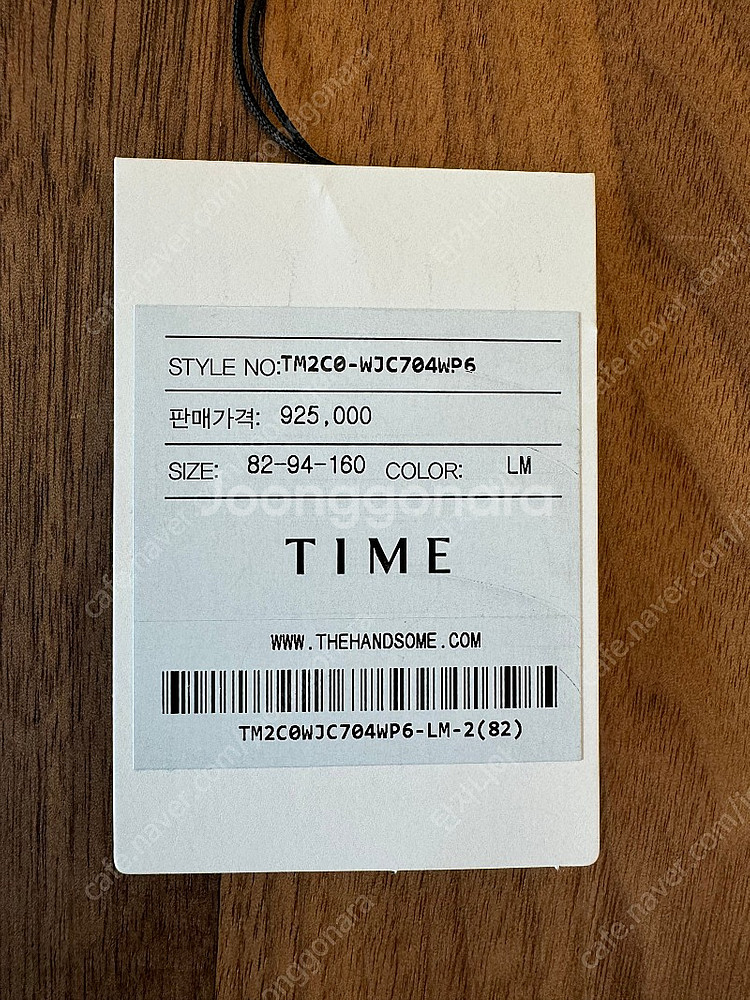 STYLE NO:TM2C0-WJC704WP6
판매가격: 925,000
SIZE: 82-94-160 COLOR: LM
Joonggonara
TIME
WWW.THEHANDSOME.COM
TM2C0WJC704WP6-LM-2(82)